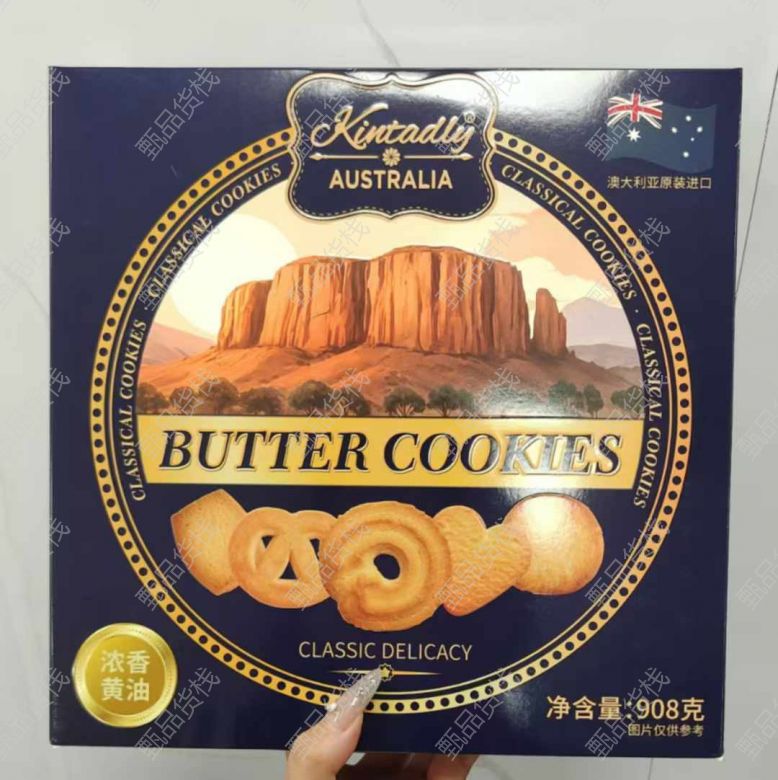 Kintadly®
AUSTRALIA
澳大利亚原装进口
CLASSICAL COOKIES · CLASSICAL COOKIES
CLASSICAL COOKIES · CLASSICAL COOKIES
BUTTER COOKIES
CLASSIC DELICACY
浓香
黄油
净含量:908克
图片仅供参考
甄品货栈